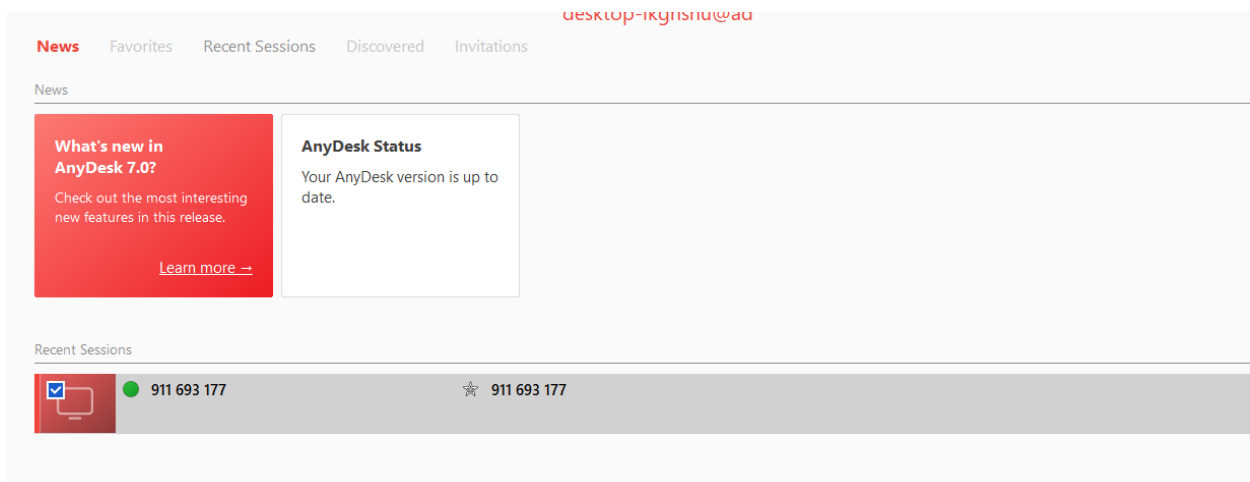 News Favorites Recent Sessions Discovered Invitations
News
What's new in
AnyDesk 7.0?
Check out the most interesting
new features in this release.
Learn more →
AnyDesk Status
Your AnyDesk version is up to
date.
Recent Sessions
911 693 177 911 693 177